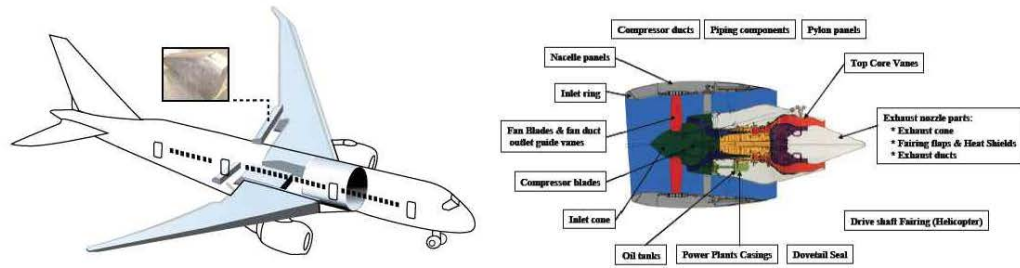 Compressor ducts
Piping components
Pylon panels
Nacelle panels
Top Core Vanes
Inlet ring
Exhaust nozzle parts:
* Exhaust cone
* Fairing flaps & Heat Shields
* Exhaust ducts
Fan Blades & fan duct
outlet guide vanes
Compressor blades
Inlet cone
Drive shaft Fairing (Helicopter)
Oil tanks
Power Plants Casings
Dovetail Seal